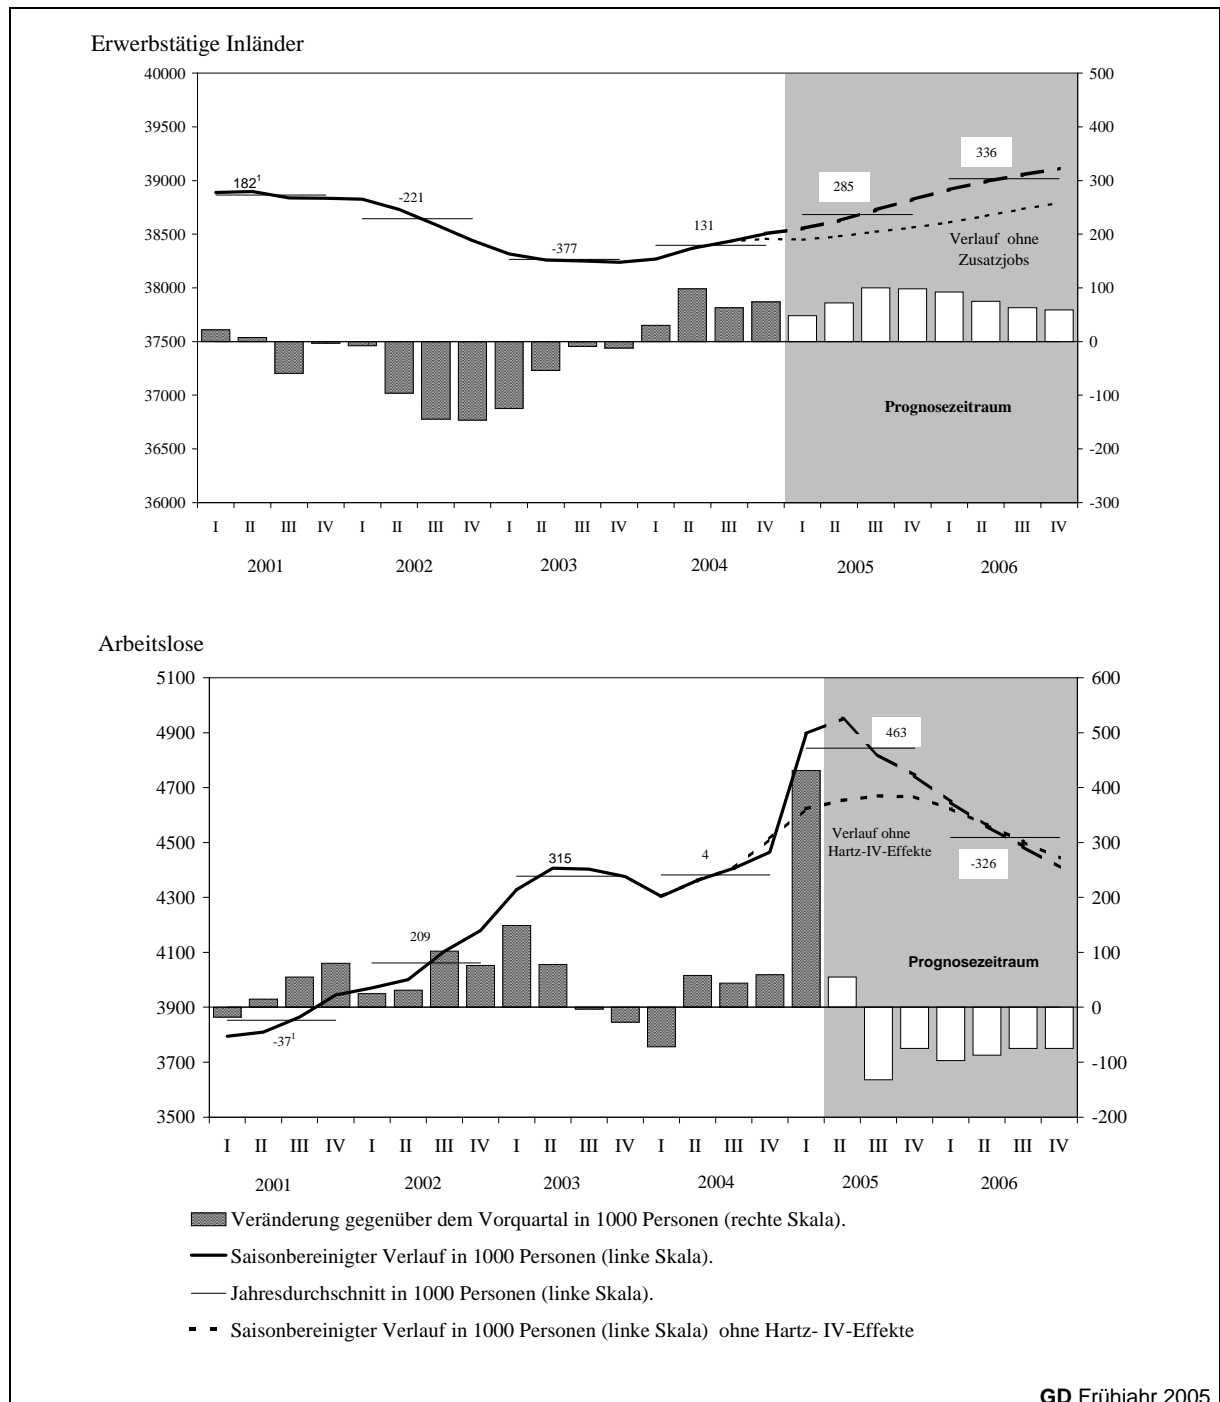 Erwerbstätige Inländer
40000 500
39500 400
39000 300
38500 200
38000 100
37500 0
37000 -100
36500 -200
36000 -300
182¹ -221 -377 131 285 336
Verlauf ohne
Zusatzjobs
Prognosezeitraum
I II III IV I II III IV I II III IV I II III IV I II III IV I II III IV
2001 2002 2003 2004 2005 2006
Arbeitslose
5100 600
4900 500
4700 400
4500 300
4300 200
4100 100
3900 0
3700 -100
3500 -200
-37¹ 209 315 4 463 -326
Verlauf ohne
Hartz-IV-Effekte
Prognosezeitraum
I II III IV I II III IV I II III IV I II III IV I II III IV I II III IV
2001 2002 2003 2004 2005 2006
Veränderung gegenüber dem Vorquartal in 1000 Personen (rechte Skala).
Saisonbereinigter Verlauf in 1000 Personen (linke Skala).
Jahresdurchschnitt in 1000 Personen (linke Skala).
Saisonbereinigter Verlauf in 1000 Personen (linke Skala) ohne Hartz- IV-Effekte
GD Frühjahr 2005